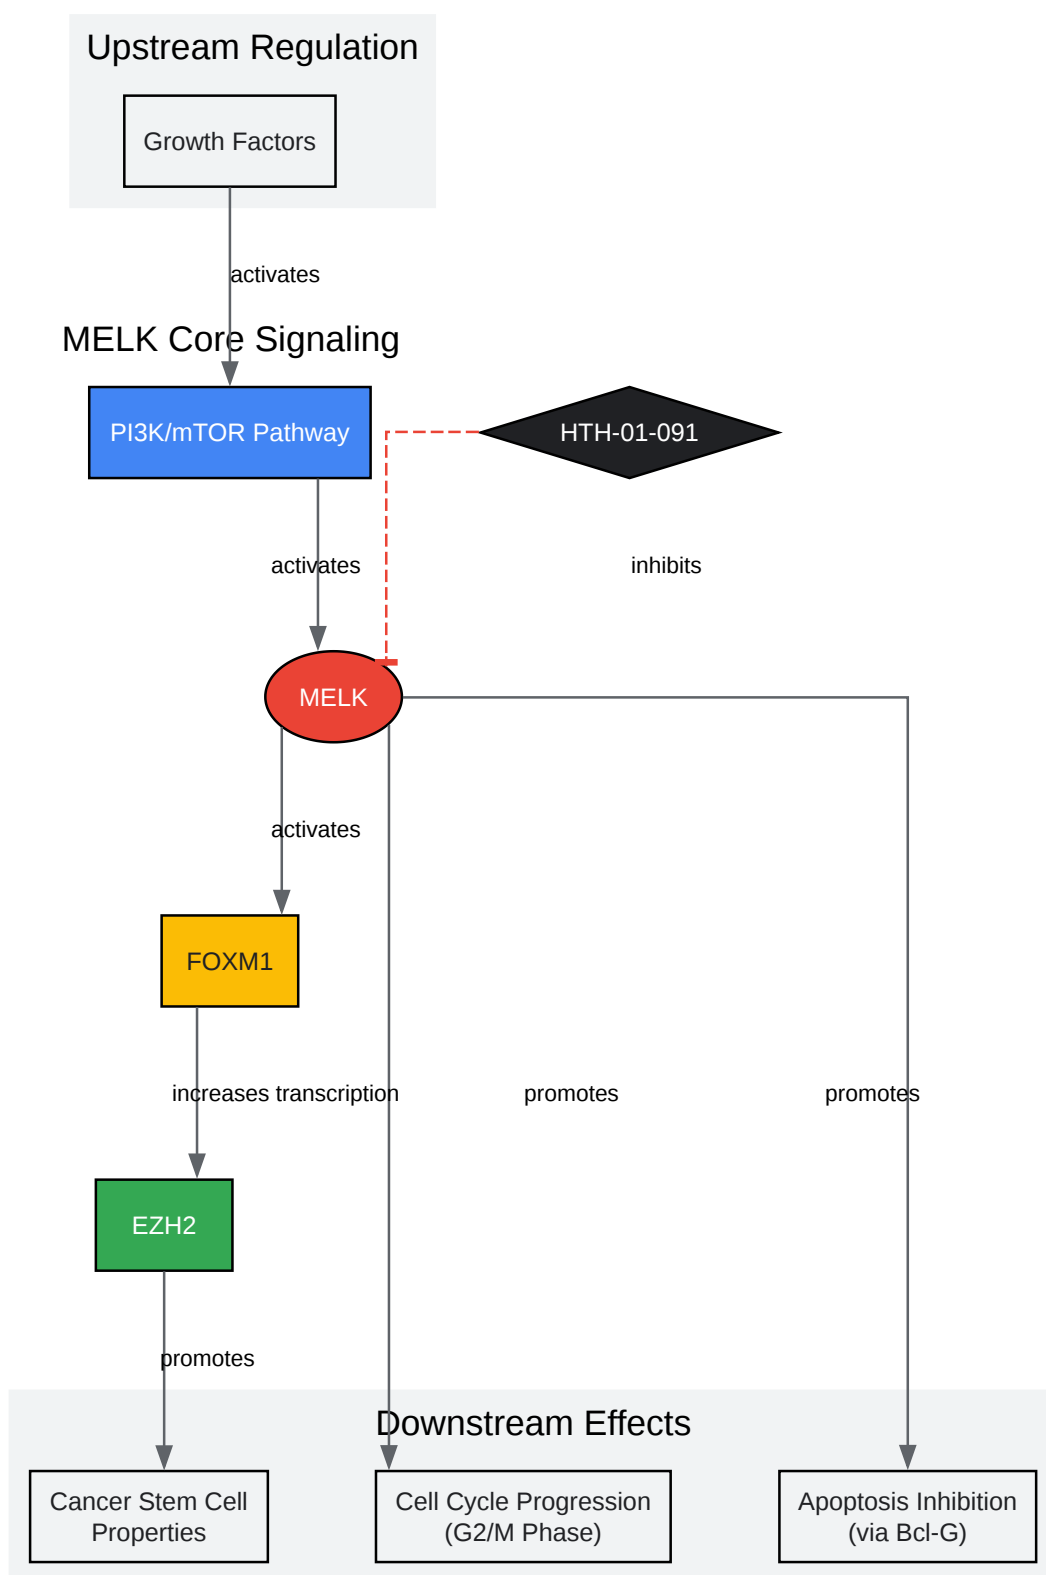 Upstream Regulation
Growth Factors
activates
MELK Core Signaling
PI3K/mTOR Pathway
HTH-01-091
activates
inhibits
MELK
activates
FOXM1
increases transcription
promotes
promotes
EZH2
promotes
Downstream Effects
Cancer Stem Cell
Properties
Cell Cycle Progression
(G2/M Phase)
Apoptosis Inhibition
(via Bcl-G)